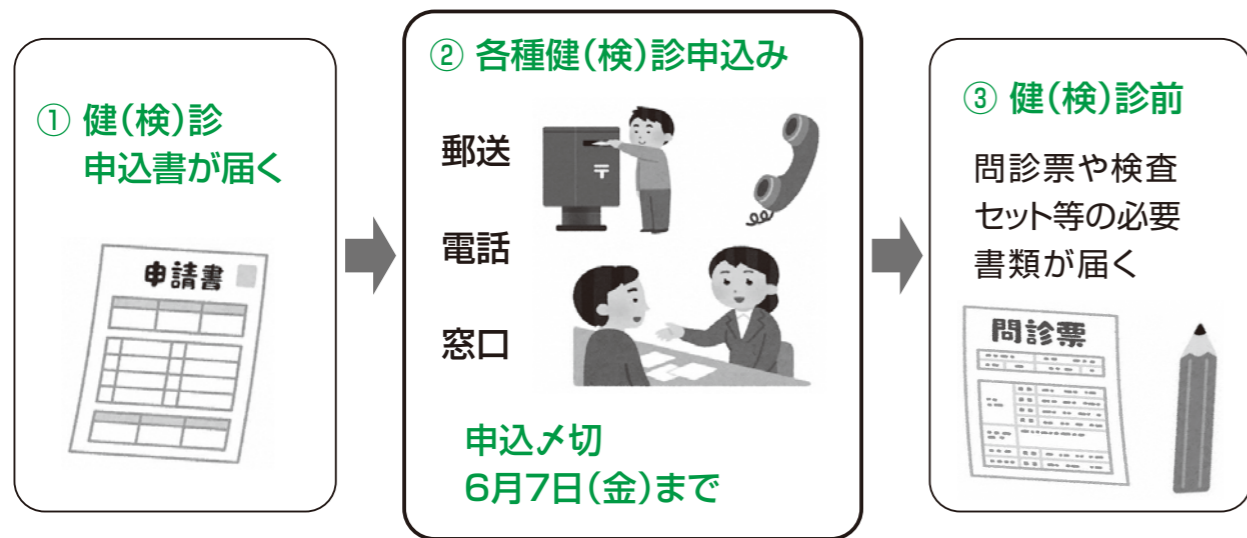 ① 健(検)診
申込書が届く
申請書
② 各種健(検)診申込み
郵送
〒
電話
窓口
申込〆切
6月7日(金)まで
③ 健(検)診前
問診票や検査
セット等の必要
書類が届く
問診票